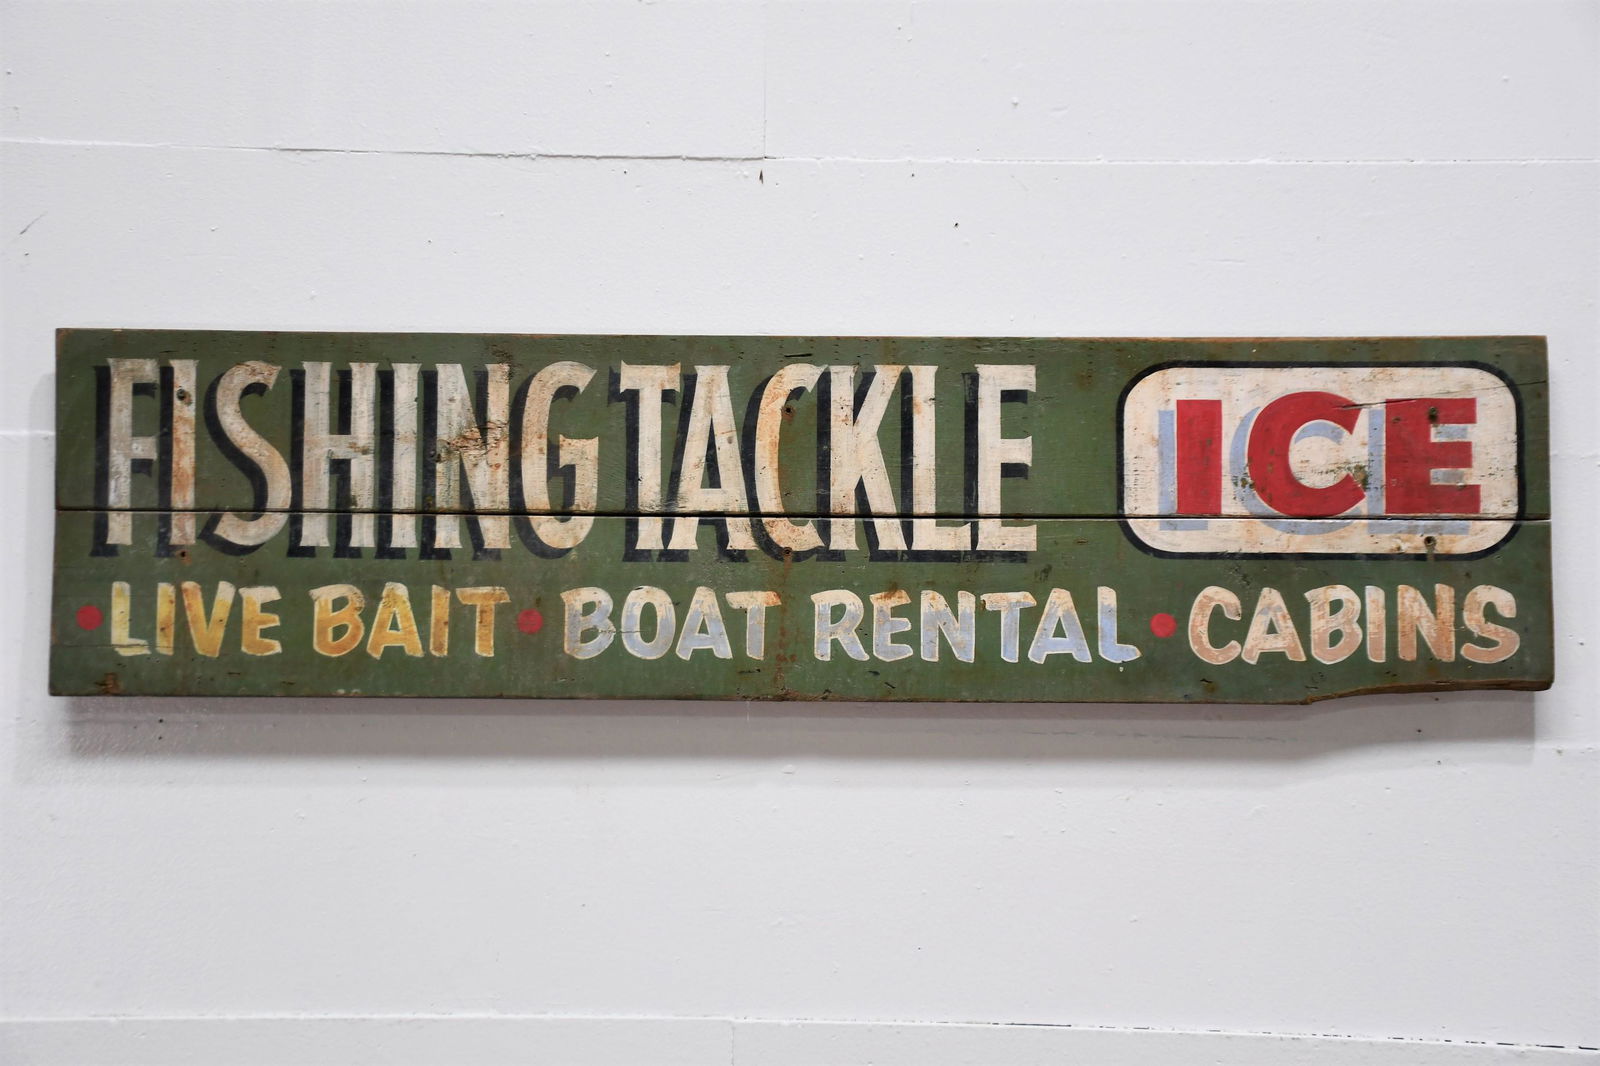 FISHING TACKLE ICE
• LIVE BAIT • BOAT RENTAL • CABINS